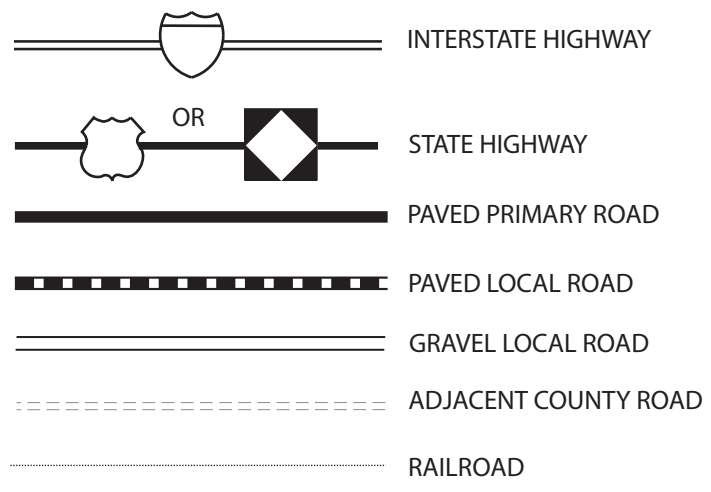 INTERSTATE HIGHWAY
OR
STATE HIGHWAY
PAVED PRIMARY ROAD
PAVED LOCAL ROAD
GRAVEL LOCAL ROAD
ADJACENT COUNTY ROAD
RAILROAD